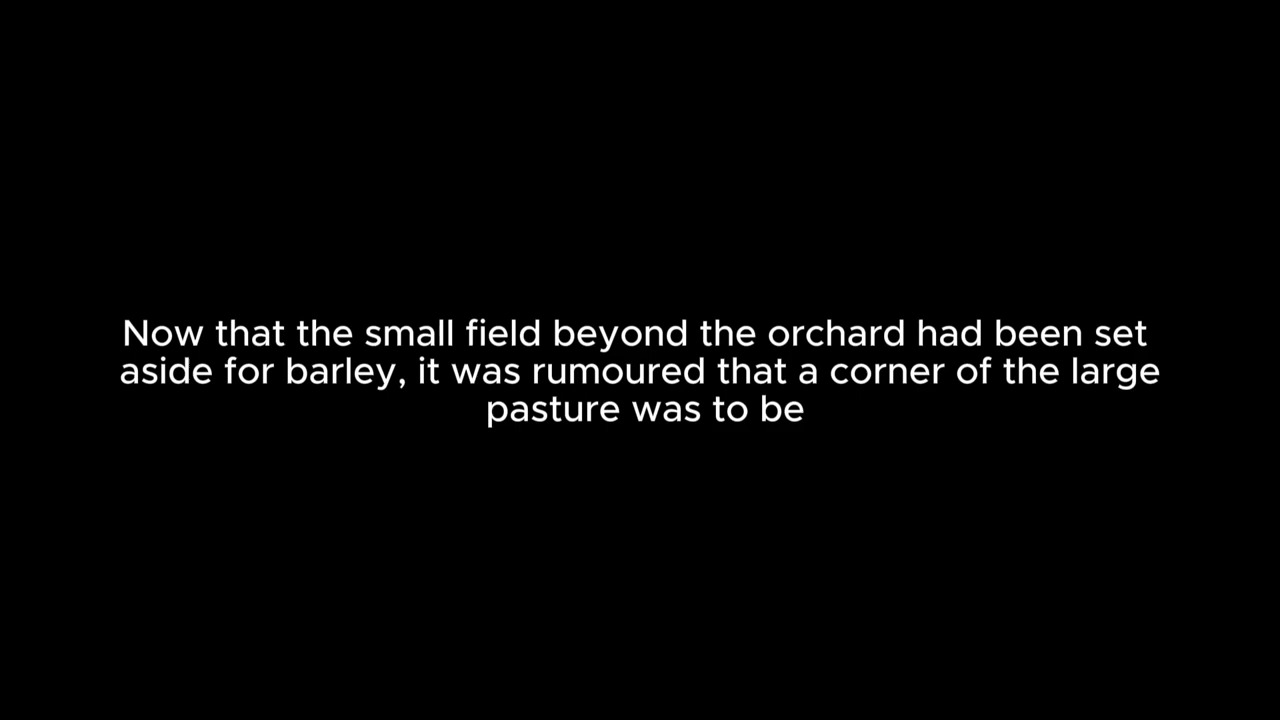 Now that the small field beyond the orchard had been set
aside for barley, it was rumoured that a corner of the large
pasture was to be